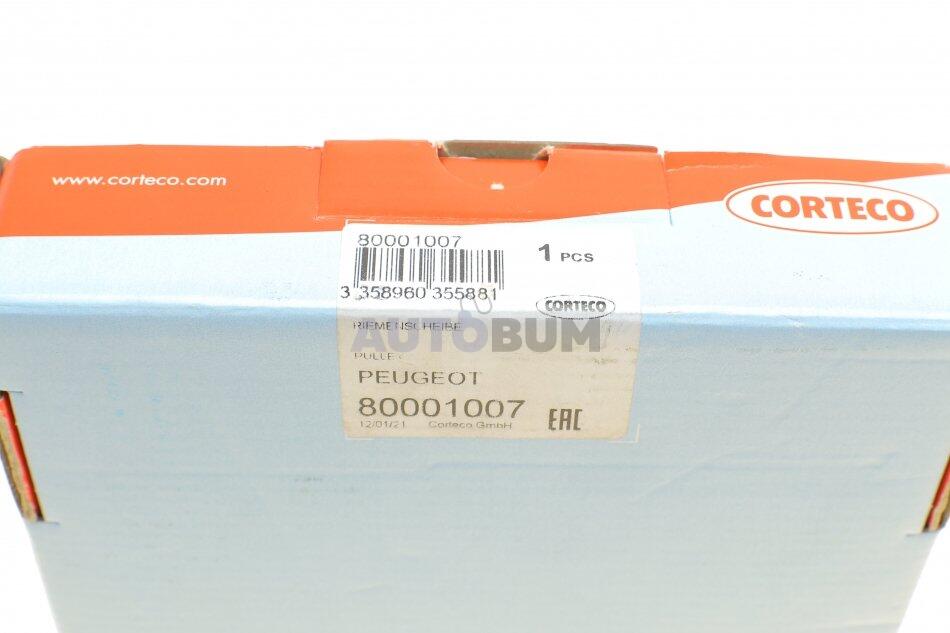 www.corteco.com
CORTECO
80001007
1 PCS
3 358960 355881
CORTECO
RIEMENSCHEIBE
AUTOBUM
PEUGEOT
80001007
EAC
12/01/21 Corteco GmbH